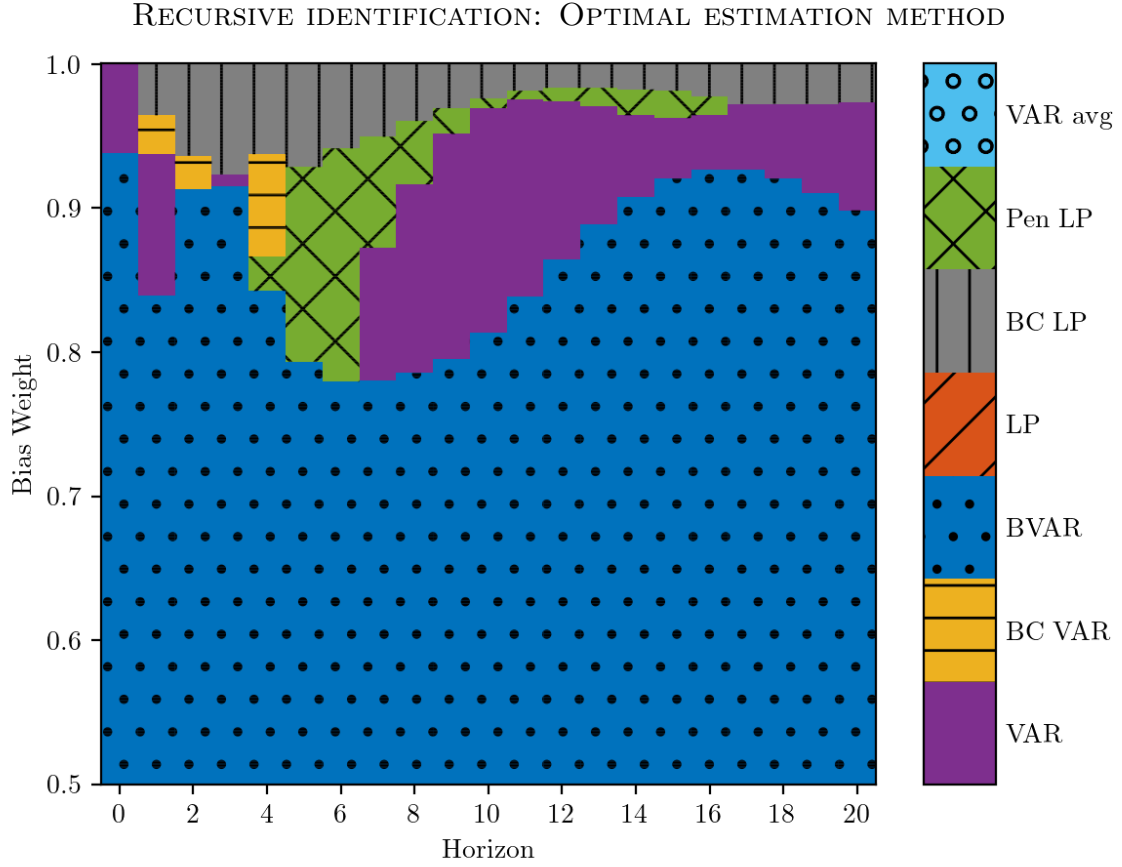 Recursive identification: Optimal estimation method
1.0
0.9
0.8
0.7
0.6
0.5
Bias Weight
0 2 4 6 8 10 12 14 16 18 20
Horizon
VAR avg
Pen LP
BC LP
LP
BVAR
BC VAR
VAR